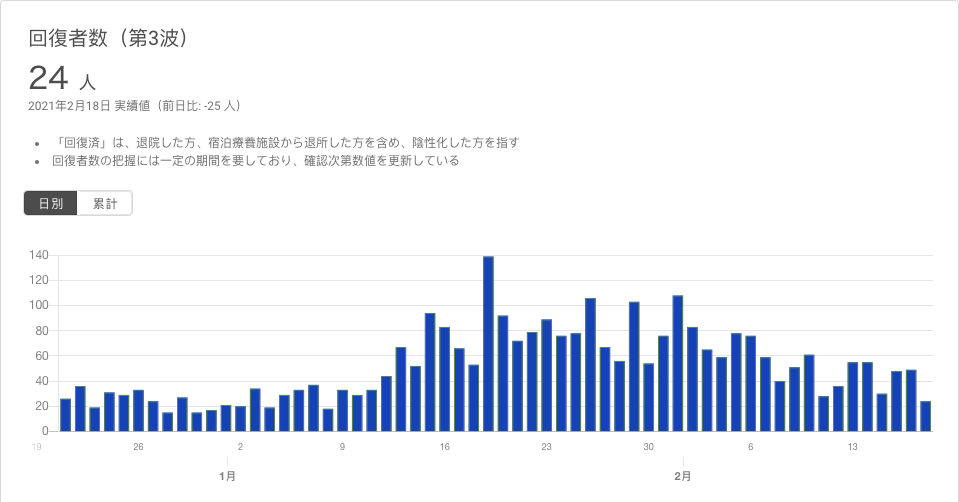 回復者数（第3波）
24 人
2021年2月18日 実績値（前日比: -25 人）
• 「回復済」は、退院した方、宿泊療養施設から退所した方を含め、陰性化した方を指す
• 回復者数の把握には一定の期間を要しており、確認次第数値を更新している
日別 累計
140
120
100
80
60
40
20
0
19 26 2 9 16 23 30 6 13
1月 2月